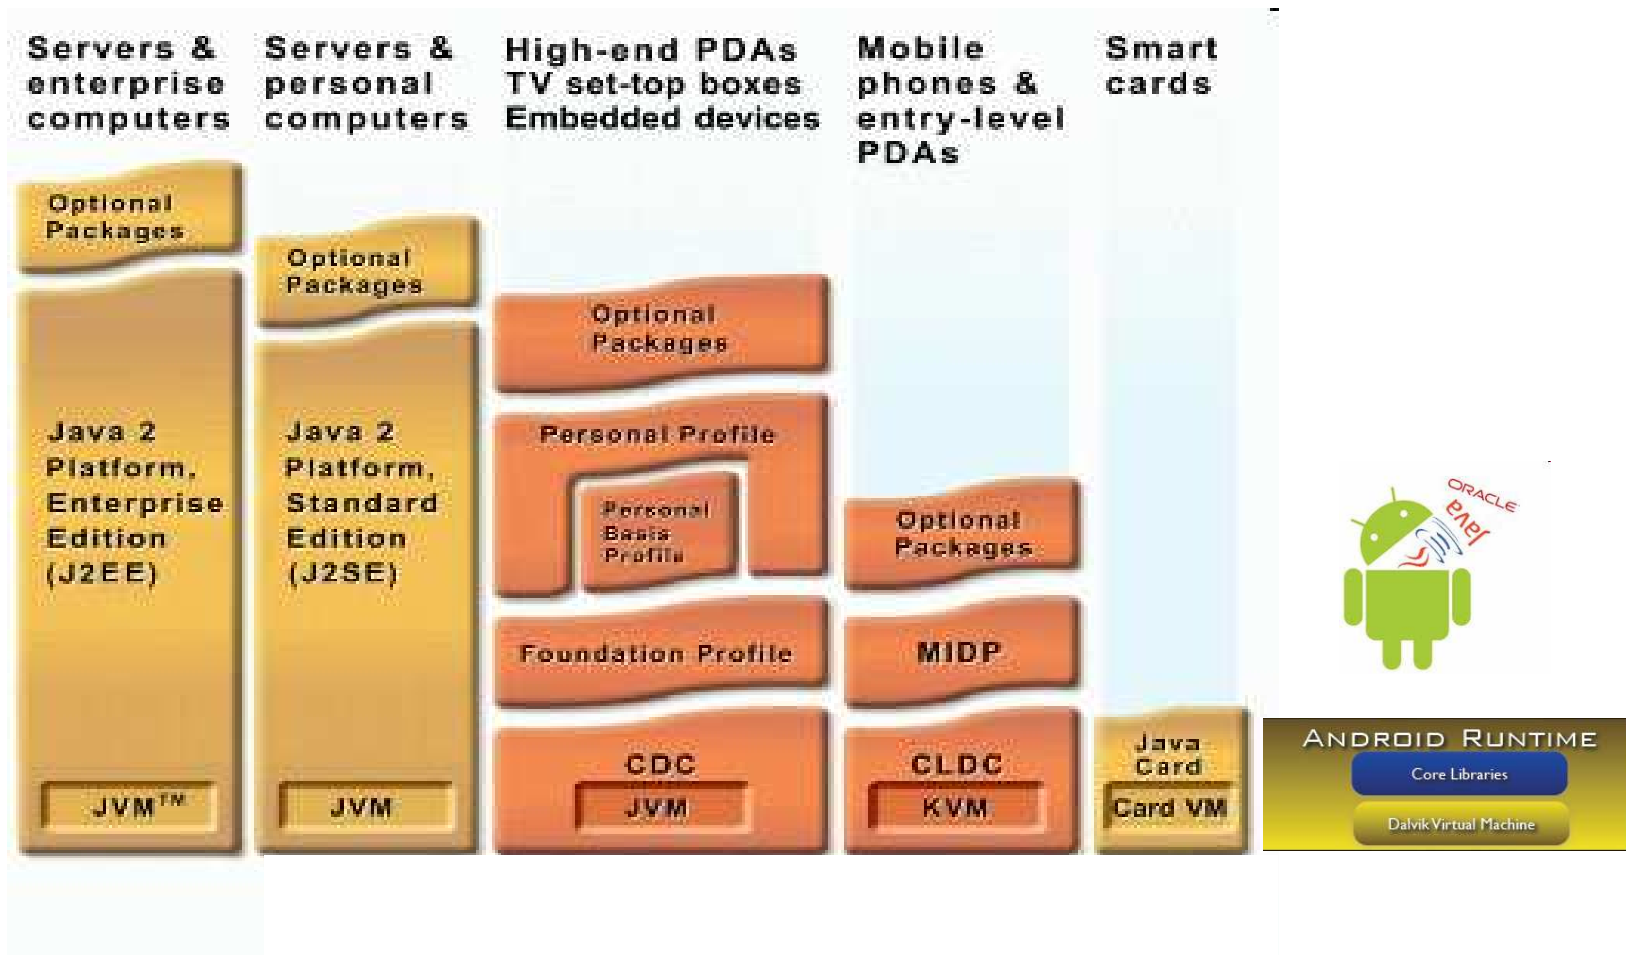 Servers &
enterprise
computers
Optional
Packages
Java 2
Platform,
Enterprise
Edition
(J2EE)
JVM™
Servers &
personal
computers
Optional
Packages
Java 2
Platform,
Standard
Edition
(J2SE)
JVM
High-end PDAs
TV set-top boxes
Embedded devices
Optional
Packages
Personal Profile
Personal
Basis
Profile
Foundation Profile
CDC
JVM
Mobile
phones &
entry-level
PDAs
Optional
Packages
MIDP
CLDC
KVM
Smart
cards
Java
Card
Card VM
ORACLE
Java
ANDROID RUNTIME
Core Libraries
Dalvik Virtual Machine